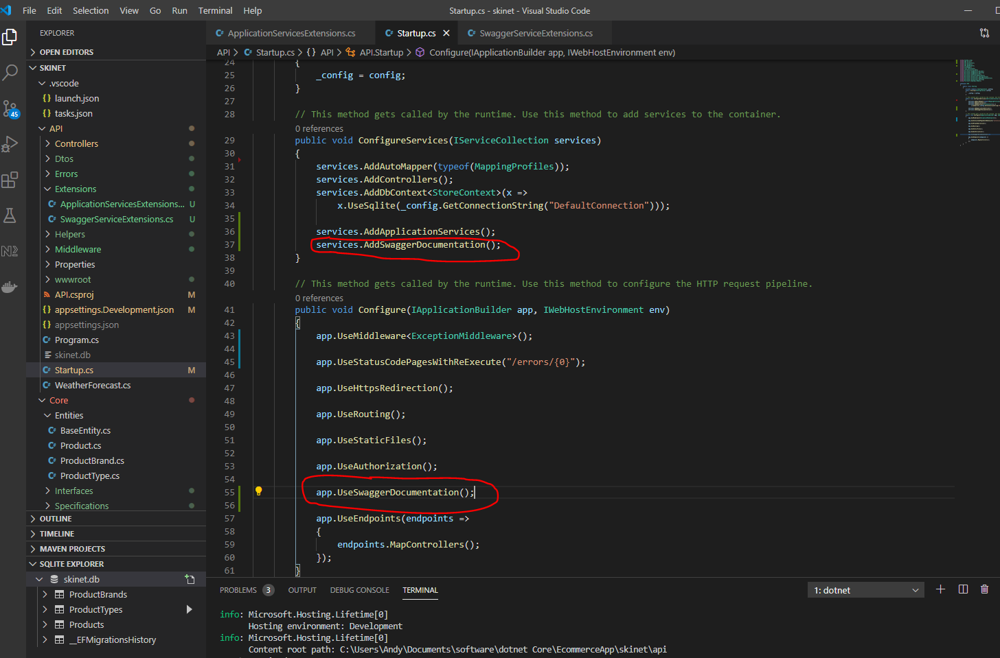 File Edit Selection View Go Run Terminal Help
Startup.cs - skinet - Visual Studio Code
EXPLORER
OPEN EDITORS
SKINET
.vscode
launch.json
tasks.json
API
Controllers
Dtos
Errors
Extensions
ApplicationServicesExtensions... U
SwaggerServiceExtensions.cs U
Helpers
Middleware
Properties
wwwroot
API.csproj M
appsettings.Development.json M
appsettings.json
Program.cs
skinet.db
Startup.cs M
WeatherForecast.cs
Core
Entities
BaseEntity.cs
Product.cs
ProductBrand.cs
ProductType.cs
Interfaces
Specifications
OUTLINE
TIMELINE
MAVEN PROJECTS
SQLITE EXPLORER
skinet.db
ProductBrands
ProductTypes
Products
__EFMigrationsHistory
45
ApplicationServicesExtensions.cs
Startup.cs
SwaggerServiceExtensions.cs
API > Startup.cs > {} API > API.Startup > Configure(IApplicationBuilder app, IWebHostEnvironment env)
24 {
25 _config = config;
26 }
27
28 // This method gets called by the runtime. Use this method to add services to the container.
0 references
29 public void ConfigureServices(IServiceCollection services)
30 {
31 services.AddAutoMapper(typeof(MappingProfiles));
32 services.AddControllers();
33 services.AddDbContext<StoreContext>(x =>
34 x.UseSqlite(_config.GetConnectionString("DefaultConnection")));
35
36 services.AddApplicationServices();
37 services.AddSwaggerDocumentation();
38 }
39
40 // This method gets called by the runtime. Use this method to configure the HTTP request pipeline.
0 references
41 public void Configure(IApplicationBuilder app, IWebHostEnvironment env)
42 {
43 app.UseMiddleware<ExceptionMiddleware>();
44
45 app.UseStatusCodePagesWithReExecute("/errors/{0}");
46
47 app.UseHttpsRedirection();
48
49 app.UseRouting();
50
51 app.UseStaticFiles();
52
53 app.UseAuthorization();
54
55 app.UseSwaggerDocumentation();
56
57 app.UseEndpoints(endpoints =>
58 {
59 endpoints.MapControllers();
60 });
61 }
PROBLEMS 3 OUTPUT DEBUG CONSOLE TERMINAL
1: dotnet
info: Microsoft.Hosting.Lifetime[0]
Hosting environment: Development
info: Microsoft.Hosting.Lifetime[0]
Content root path: C:\Users\Andy\Documents\software\dotnet Core\EcommerceApp\skinet\api